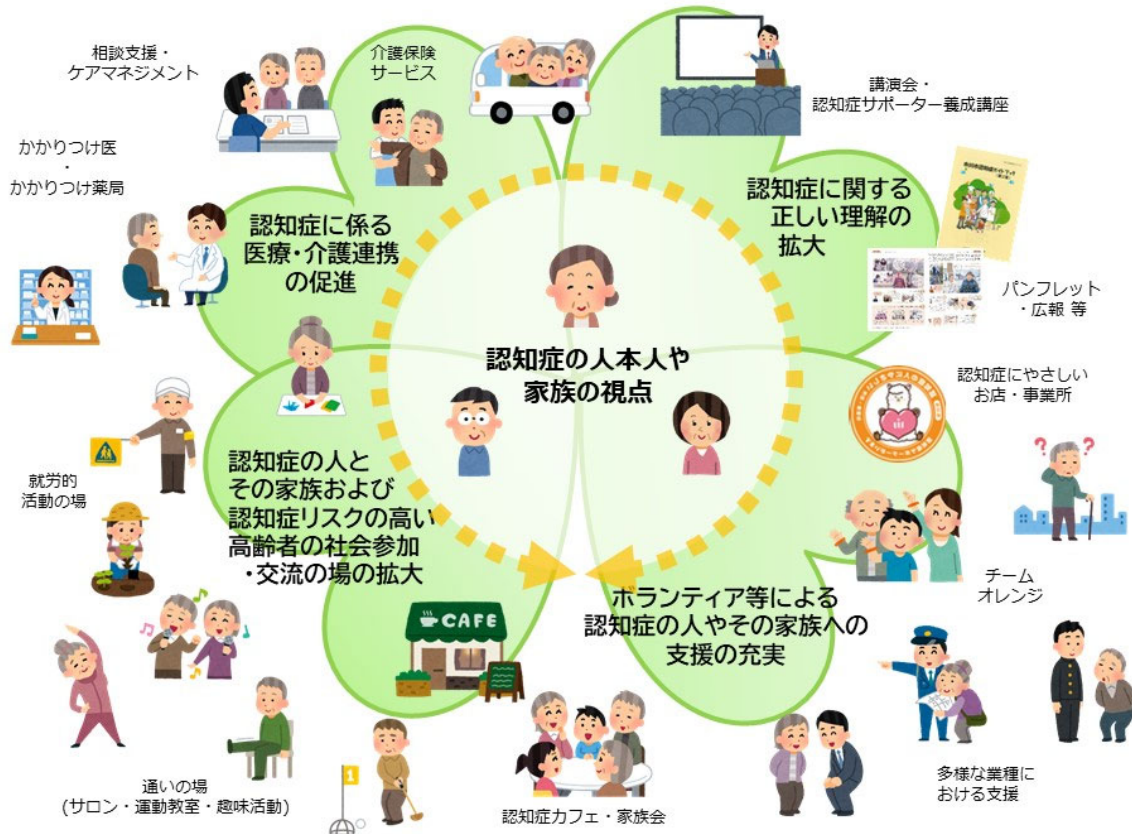 相談支援・
ケアマネジメント
介護保険
サービス
講演会・
認知症サポーター養成講座
かかりつけ医
・
かかりつけ薬局
認知症に係る
医療・介護連携
の促進
認知症に関する
正しい理解の
拡大
パンフレット
・広報 等
認知症の人本人や
家族の視点
認知症にやさしい
お店・事業所
就労的
活動の場
認知症の人と
その家族および
認知症リスクの高い
高齢者の社会参加
・交流の場の拡大
チーム
オレンジ
CAFE
ボランティア等による
認知症の人やその家族への
支援の充実
通いの場
(サロン・運動教室・趣味活動)
1
認知症カフェ・家族会
多様な業種に
おける支援